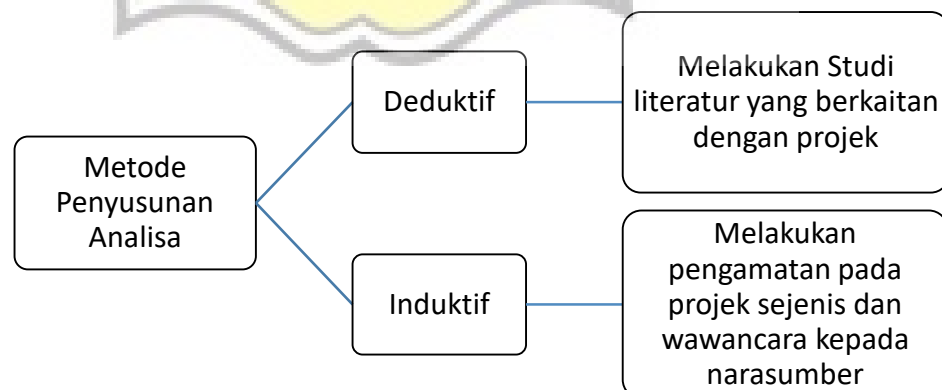 Metode
Penyusunan
Analisa
Deduktif
Melakukan Studi
literatur yang berkaitan
dengan projek
Induktif
Melakukan
pengamatan pada
projek sejenis dan
wawancara kepada
narasumber